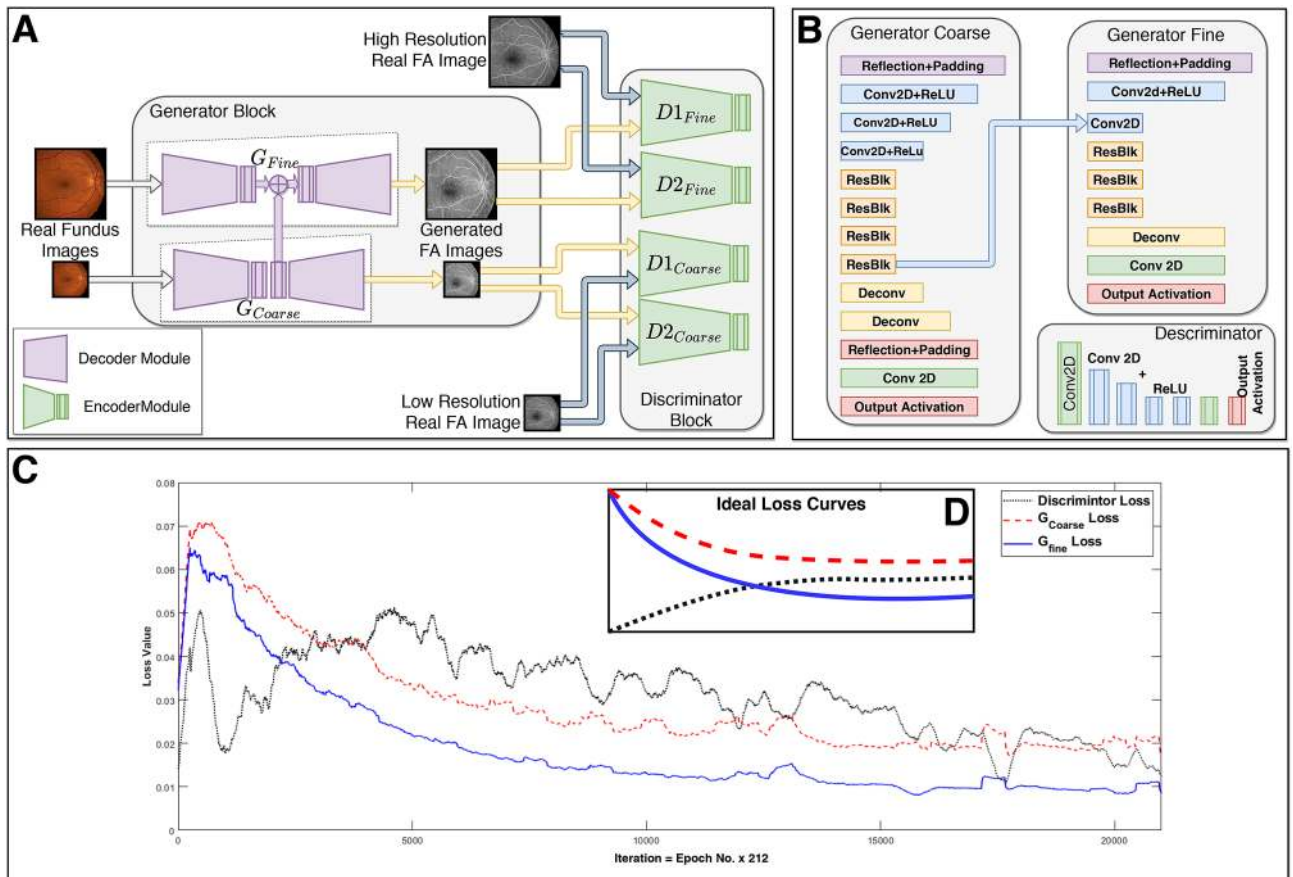 A
High Resolution
Real FA Image
Generator Block
G_Fine
Real Fundus
Images
Generated
FA Images
G_Coarse
D1_Fine
D2_Fine
D1_Coarse
D2_Coarse
Decoder Module
EncoderModule
Low Resolution
Real FA Image
Discriminator
Block
B
Generator Coarse
Reflection+Padding
Conv2D+ReLU
Conv2D+ReLU
Conv2D+ReLu
ResBlk
ResBlk
ResBlk
ResBlk
Deconv
Deconv
Reflection+Padding
Conv 2D
Output Activation
Generator Fine
Reflection+Padding
Conv2d+ReLU
Conv2D
ResBlk
ResBlk
ResBlk
Deconv
Conv 2D
Output Activation
Descriminator
Conv2D
Conv 2D
+
ReLU
Output
Activation
C
Loss Value
0.08
0.07
0.06
0.05
0.04
0.03
0.02
0.01
0
0
5000
10000
15000
20000
Iteration = Epoch No. x 212
Ideal Loss Curves
D
Discrimintor Loss
G_Coarse Loss
G_fine Loss